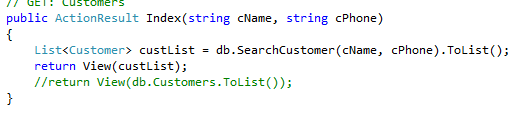 // GET: Customers
public ActionResult Index(string cName, string cPhone)
{
List<Customer> custList = db.SearchCustomer(cName, cPhone).ToList();
return View(custList);
//return View(db.Customers.ToList());
}